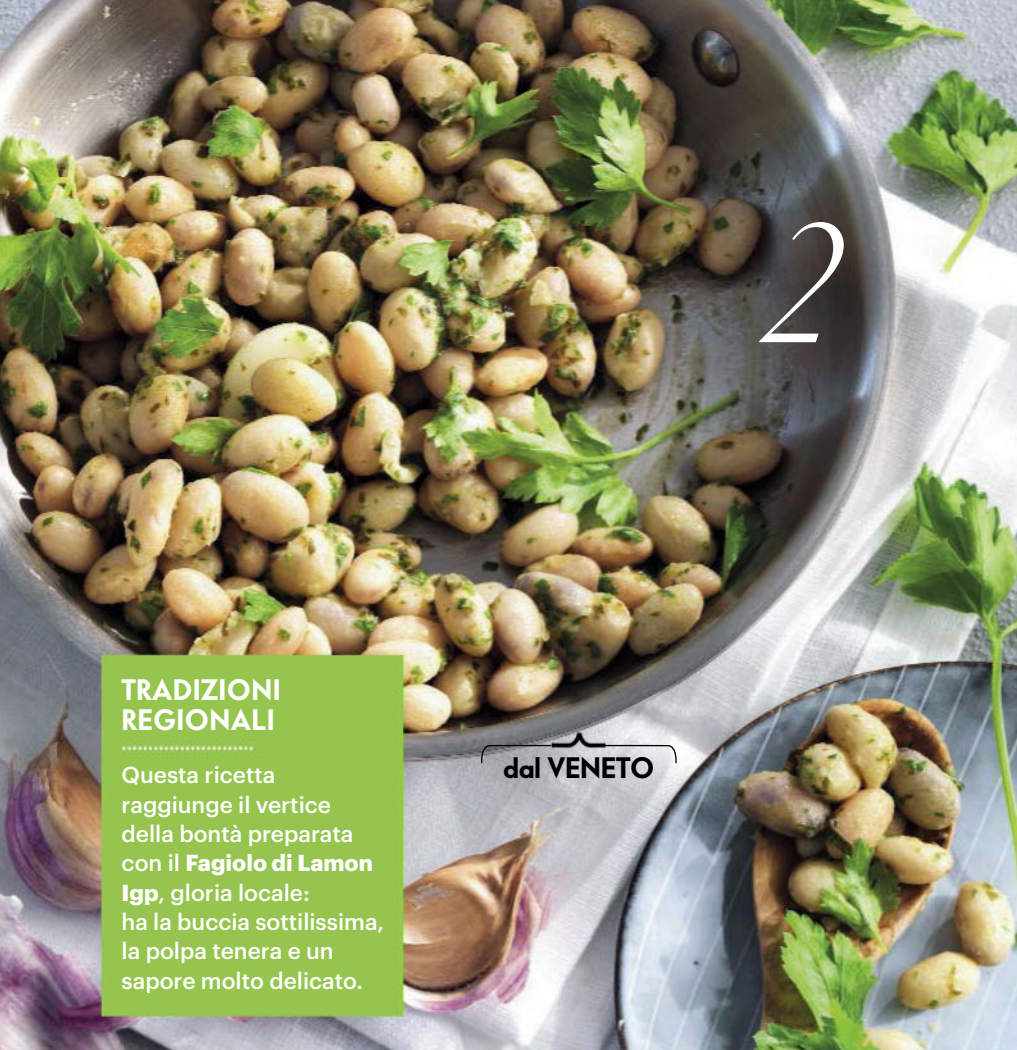 2
TRADIZIONI
REGIONALI
Questa ricetta
raggiunge il vertice
della bontà preparata
con il Fagiolo di Lamon
Igp, gloria locale:
ha la buccia sottilissima,
la polpa tenera e un
sapore molto delicato.
dal VENETO